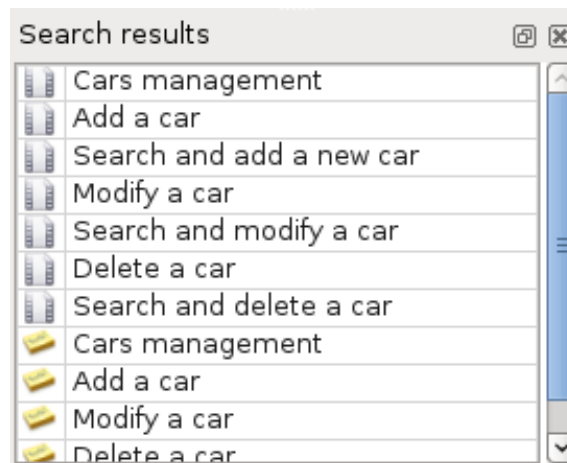 Search results
Cars management
Add a car
Search and add a new car
Modify a car
Search and modify a car
Delete a car
Search and delete a car
Cars management
Add a car
Modify a car
Delete a car